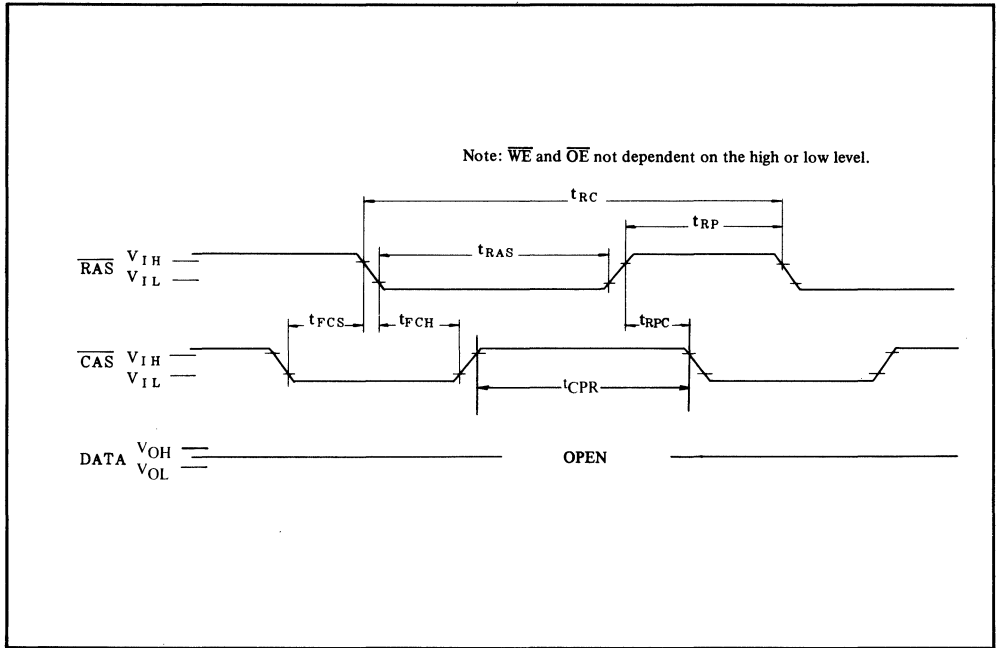 Note: WE and OE not dependent on the high or low level.
tRC
tRP
tRAS
RAS VIH
VIL
tFCS
tFCH
tRPC
CAS VIH
VIL
tCPR
DATA VOH
VOL
OPEN